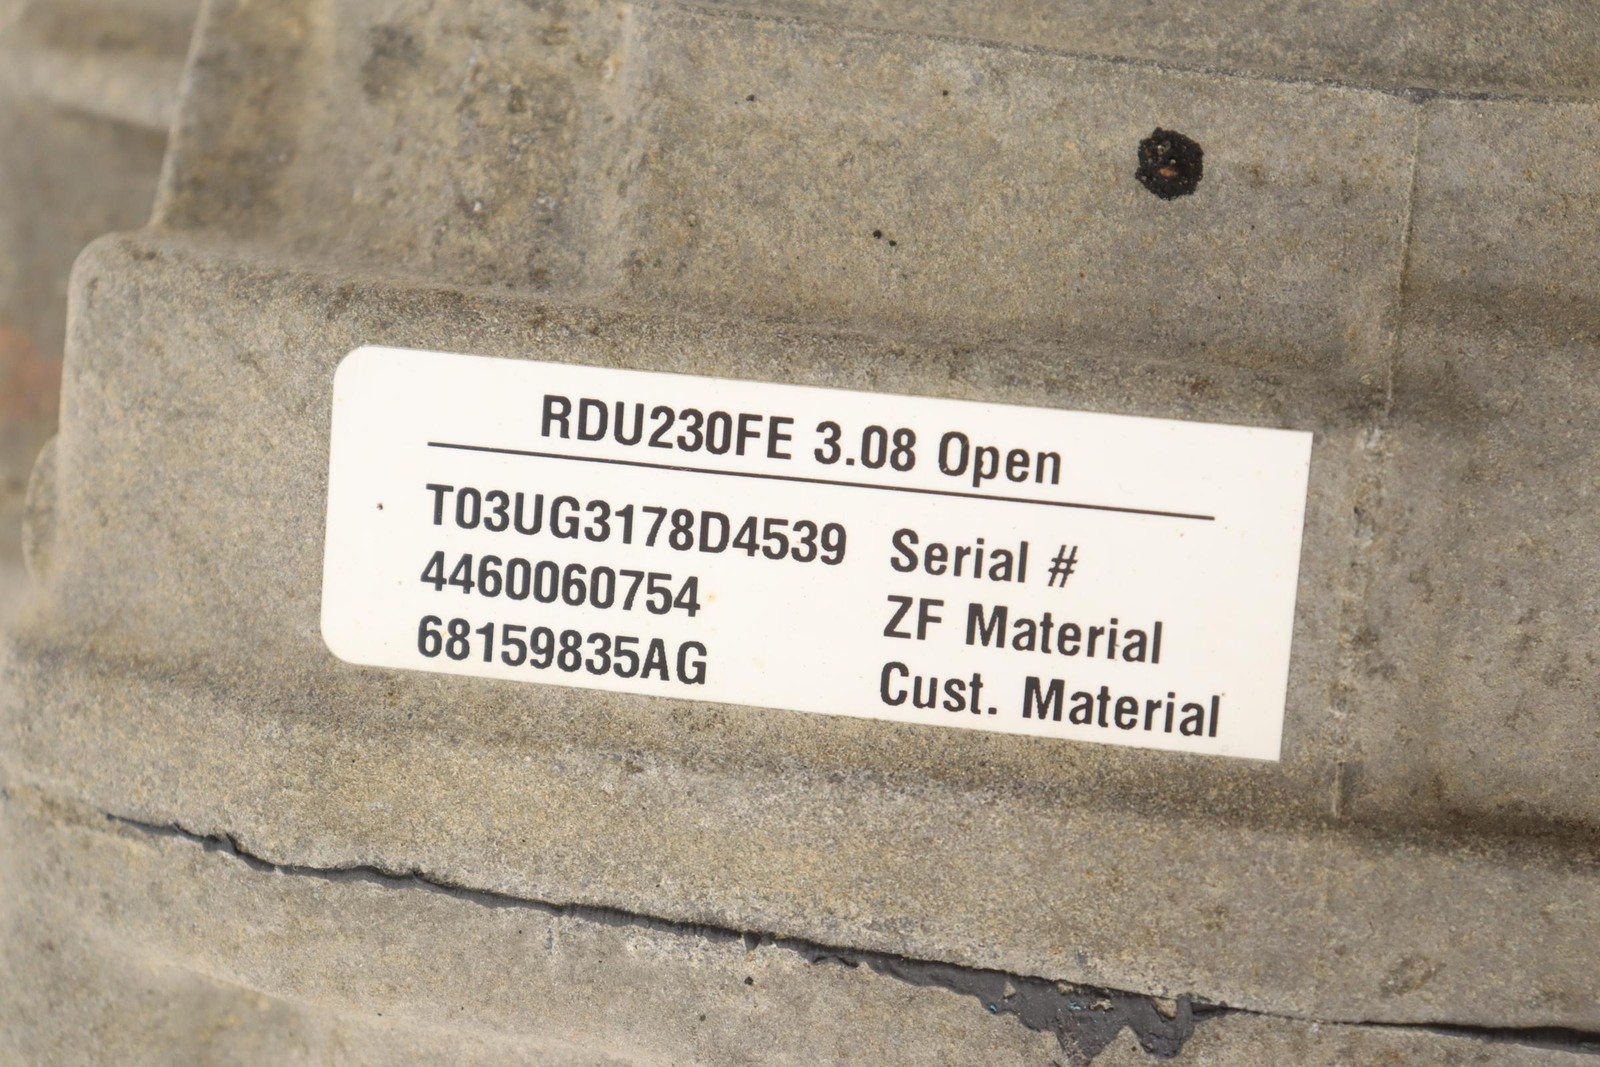 RDU230FE 3.08 Open
T03UG3178D4539 Serial #
4460060754 ZF Material
68159835AG Cust. Material